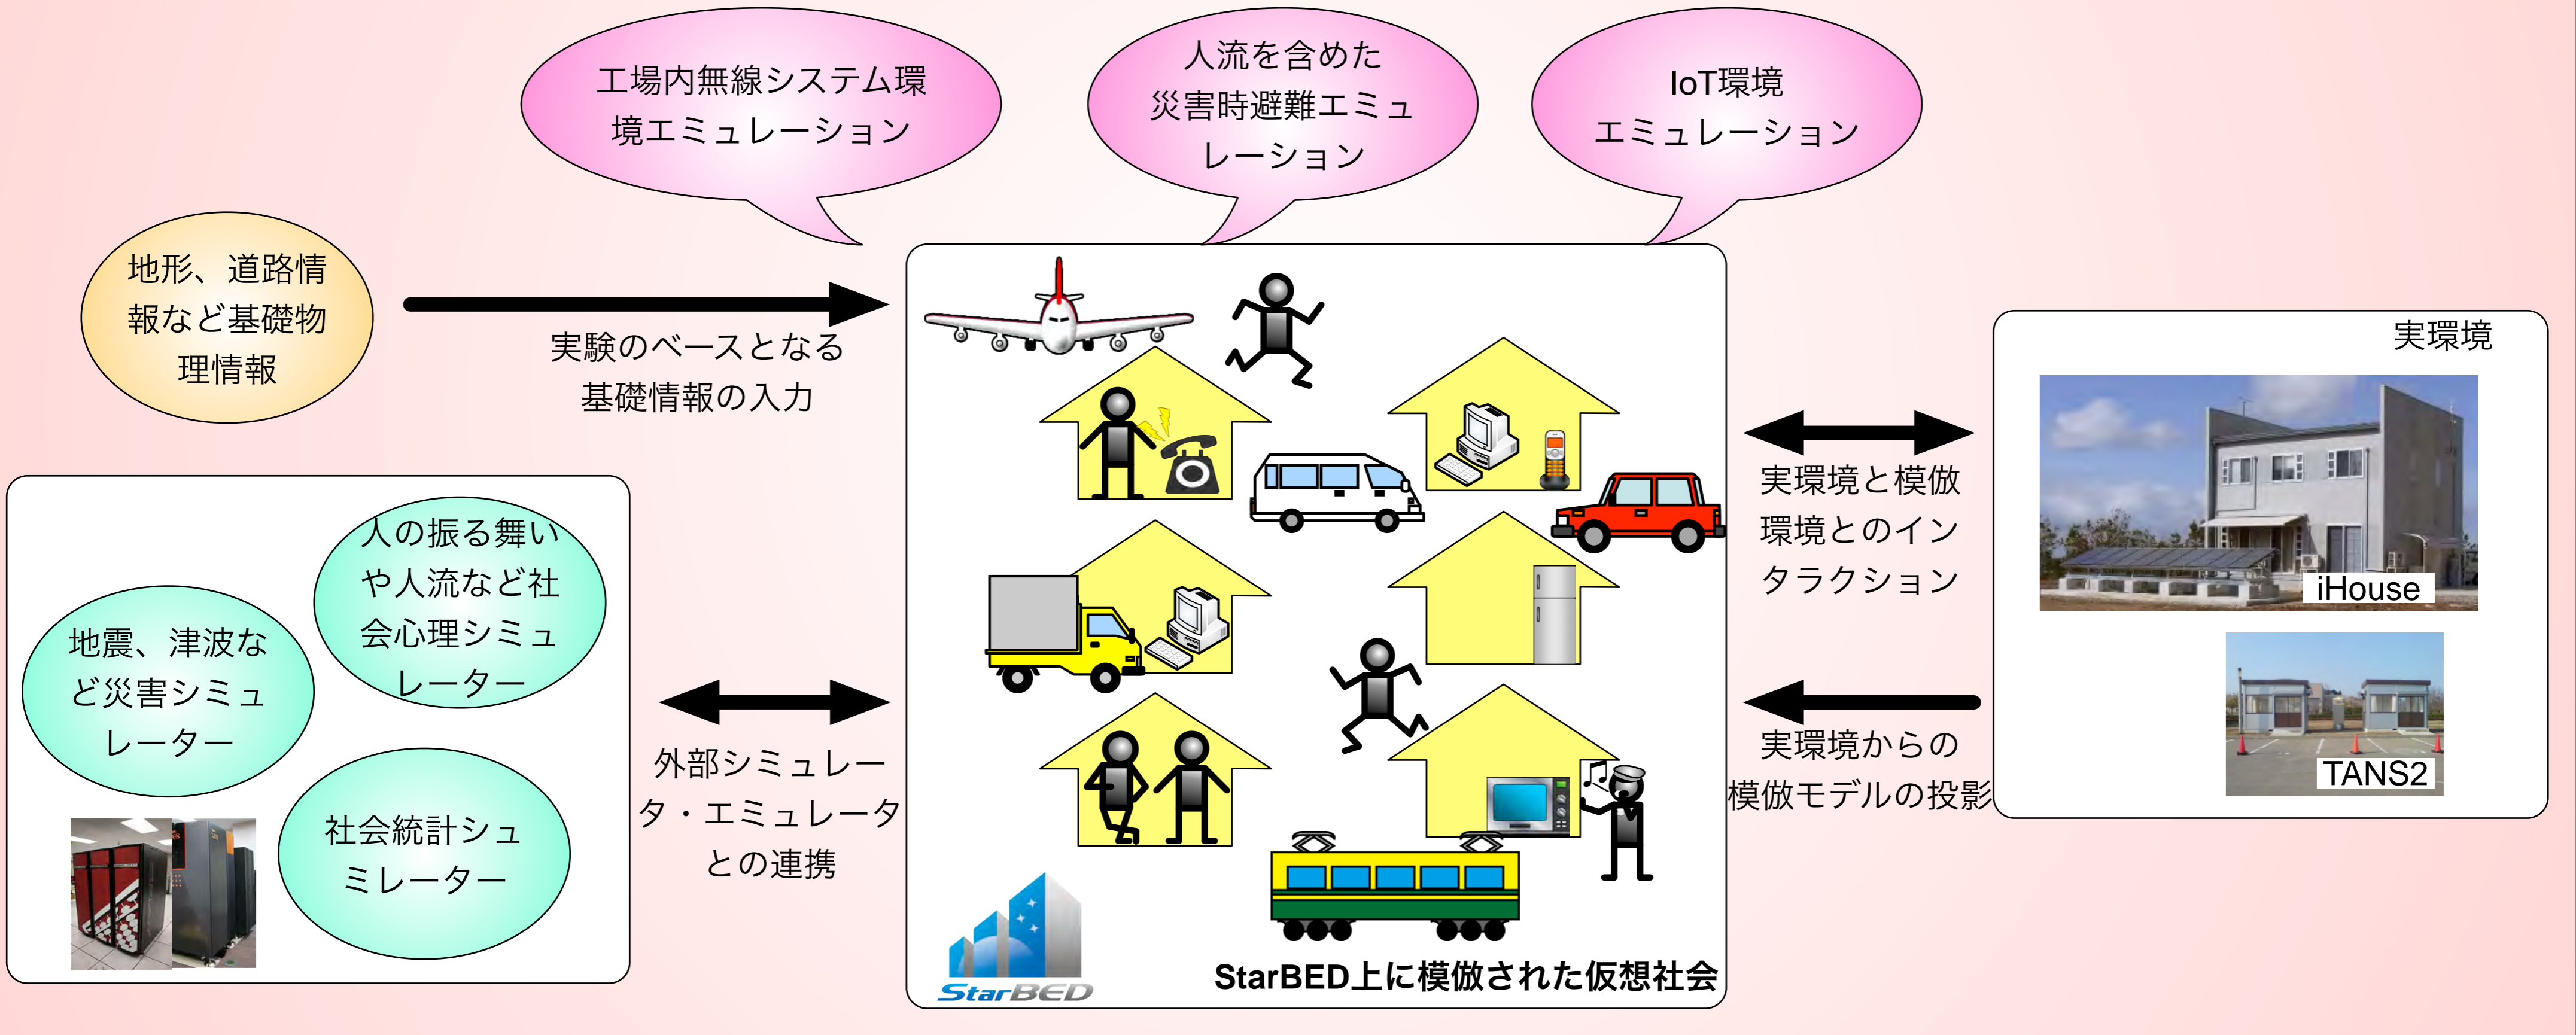 工場内無線システム環
境エミュレーション
人流を含めた
災害時避難エミュ
レーション
IoT環境
エミュレーション
地形、道路情
報など基礎物
理情報
実験のベースとなる
基礎情報の入力
人の振る舞い
や人流など社
会心理シミュ
レーター
地震、津波な
ど災害シミュ
レーター
社会統計シュ
ミレーター
外部シミュレー
タ・エミュレータ
との連携
StarBED
StarBED上に模倣された仮想社会
実環境と模倣
環境とのイン
タラクション
実環境からの
模倣モデルの投影
実環境
iHouse
TANS2